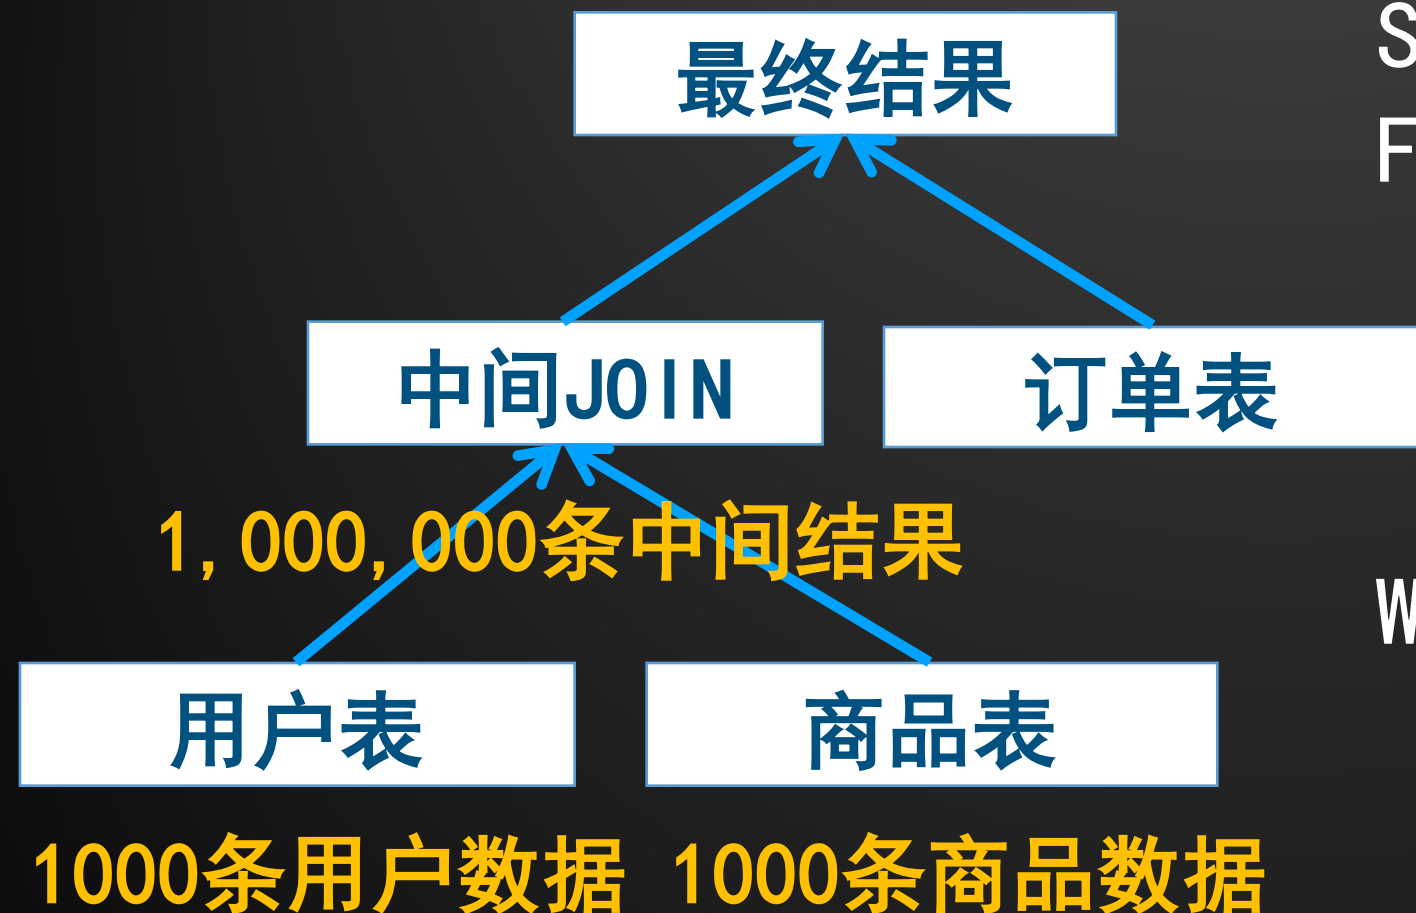 最终结果
S
F
中间JOIN
订单表
1,000,000条中间结果
W
用户表
商品表
1000条用户数据
1000条商品数据